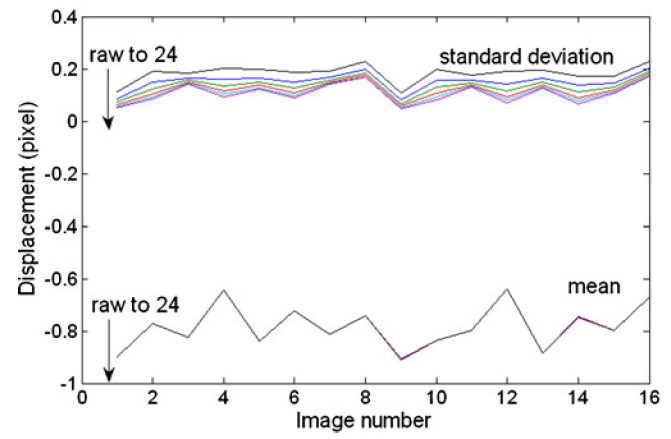 0.4
raw to 24
standard deviation
0.2
0
-0.2
-0.4
-0.6
mean
raw to 24
-0.8
-1
0 2 4 6 8 10 12 14 16
Displacement (pixel)
Image number